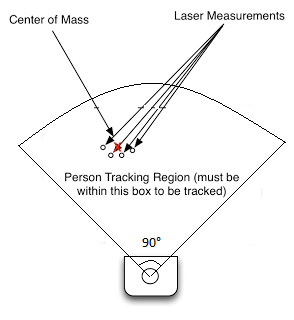 Center of Mass
Laser Measurements
Person Tracking Region (must be
within this box to be tracked)
90°